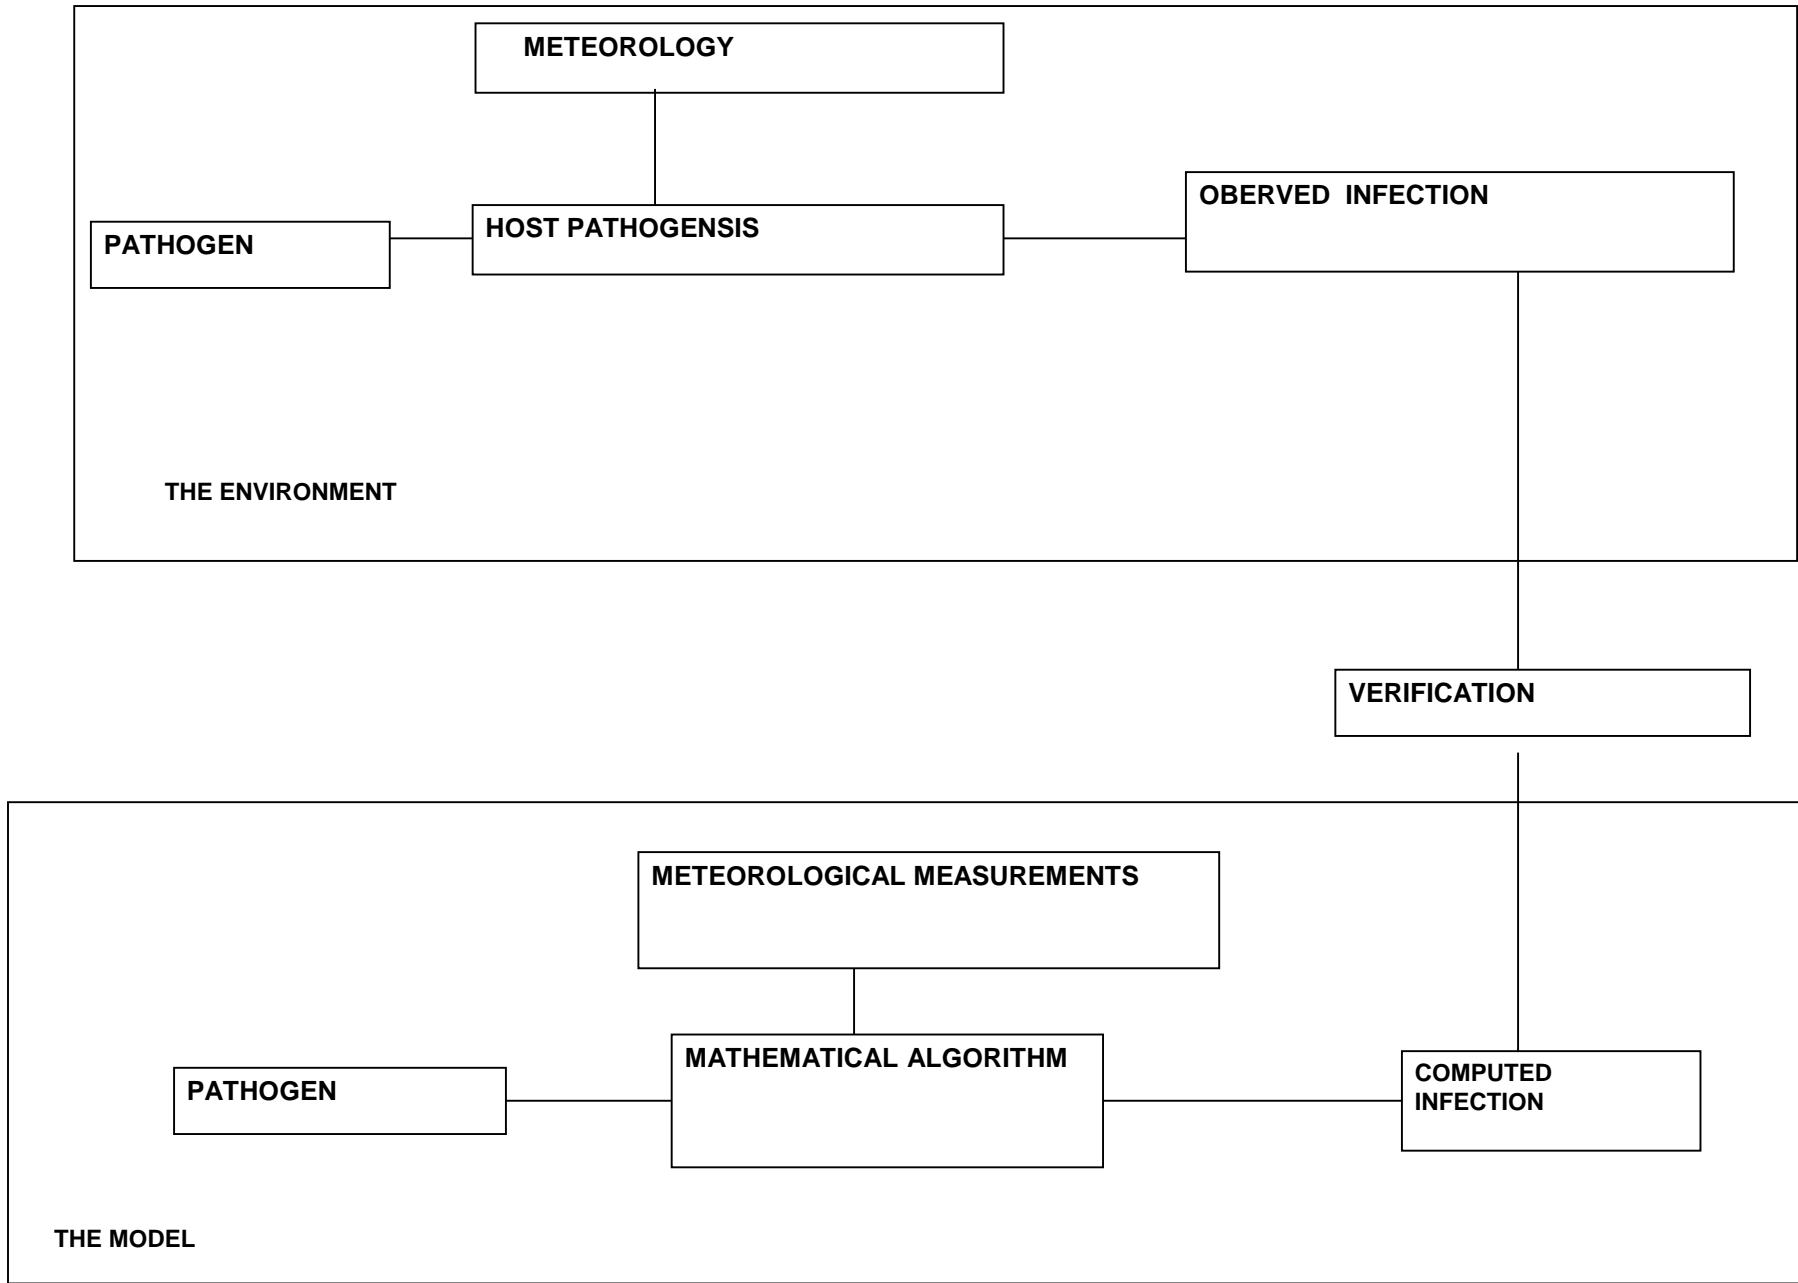 METEOROLOGY
OBERVED INFECTION
HOST PATHOGENSIS
PATHOGEN
THE ENVIRONMENT
VERIFICATION
METEOROLOGICAL MEASUREMENTS
MATHEMATICAL ALGORITHM
COMPUTED
INFECTION
PATHOGEN
THE MODEL